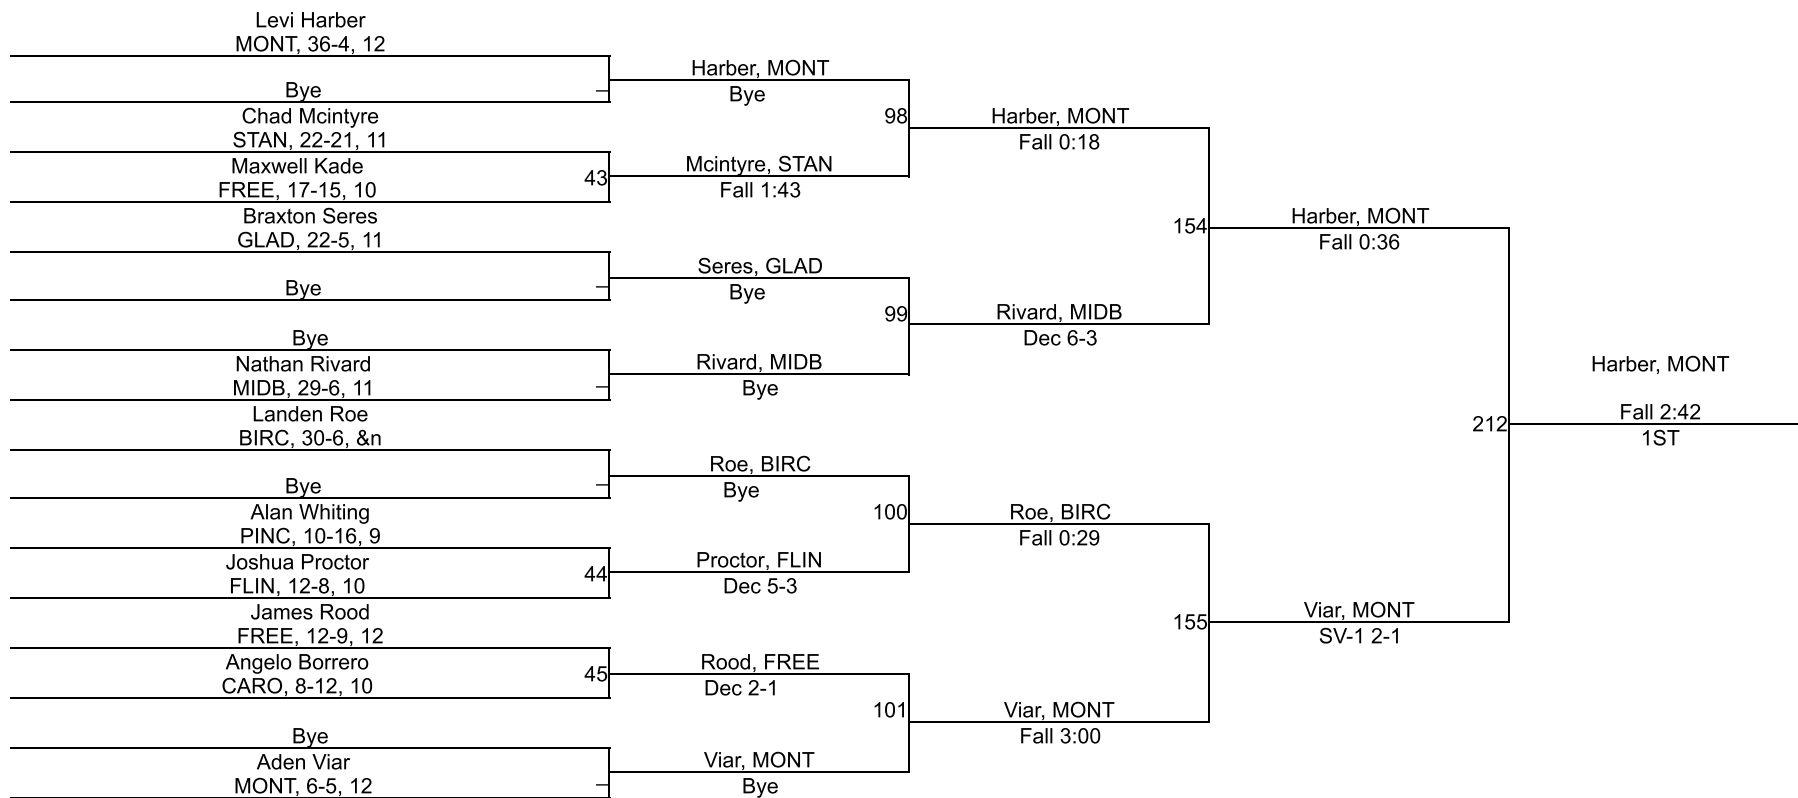 Levi Harber
MONT, 36-4, 12
Bye
Chad Mcintyre
STAN, 22-21, 11
Maxwell Kade
FREE, 17-15, 10
43
Braxton Seres
GLAD, 22-5, 11
Bye
Bye
Nathan Rivard
MIDB, 29-6, 11
Landen Roe
BIRC, 30-6, &n
Bye
Alan Whiting
PINC, 10-16, 9
Joshua Proctor
FLIN, 12-8, 10
44
James Rood
FREE, 12-9, 12
Angelo Borrero
CARO, 8-12, 10
45
Bye
Aden Viar
MONT, 6-5, 12
Harber, MONT
Bye
98
Mcintyre, STAN
Fall 1:43
Seres, GLAD
Bye
99
Rivard, MIDB
Bye
Roe, BIRC
Bye
100
Proctor, FLIN
Dec 5-3
Rood, FREE
Dec 2-1
101
Viar, MONT
Bye
Harber, MONT
Fall 0:18
154
Rivard, MIDB
Dec 6-3
Roe, BIRC
Fall 0:29
155
Viar, MONT
Fall 3:00
Harber, MONT
Fall 0:36
212
Viar, MONT
SV-1 2-1
Harber, MONT
Fall 2:42
1ST